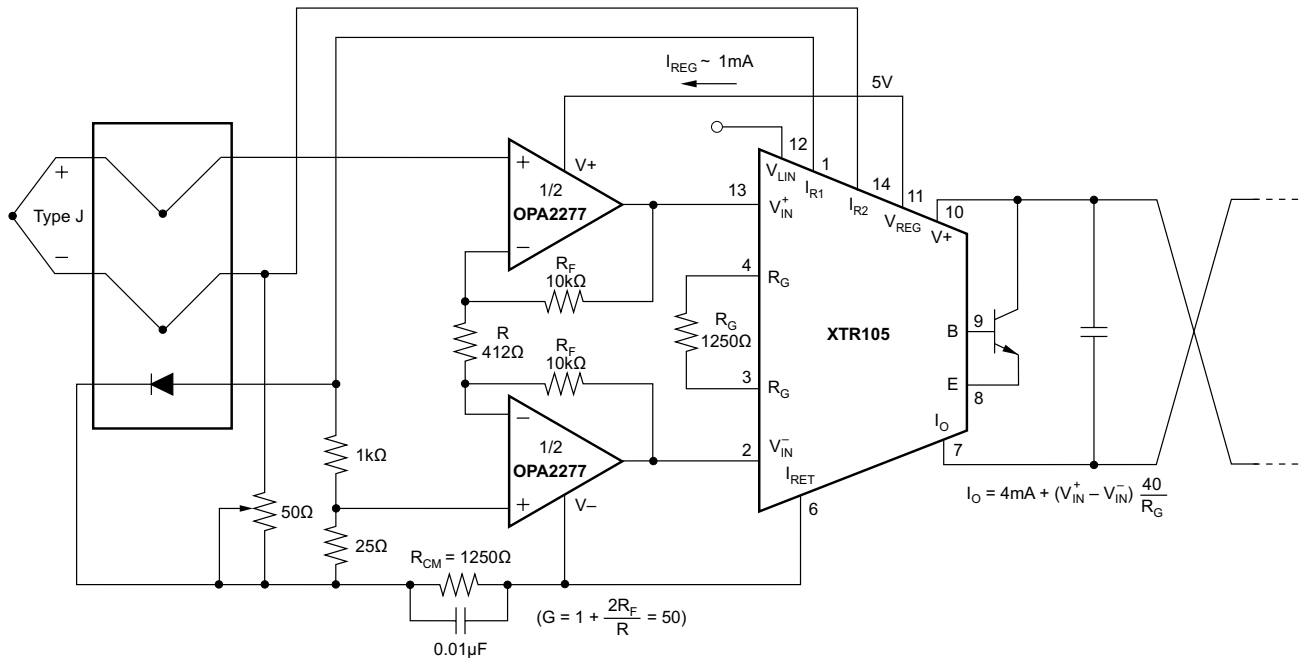 I_REG ~ 1mA
5V
Type J
+
−
+
−
V+
1/2
OPA2277
R_F
10kΩ
R
412Ω
R_F
10kΩ
−
+
1/2
OPA2277
V−
1kΩ
25Ω
50Ω
R_CM = 1250Ω
0.01µF
(G = 1 + 2R_F/R = 50)
12
V_LIN
1
I_R1
14
I_R2
11
V_REG
10
V+
13
V_IN^+
4
R_G
R_G
1250Ω
3
R_G
XTR105
B
9
E
8
I_O
7
2
V_IN^−
I_RET
6
I_O = 4mA + (V_IN^+ − V_IN^−) 40/R_G